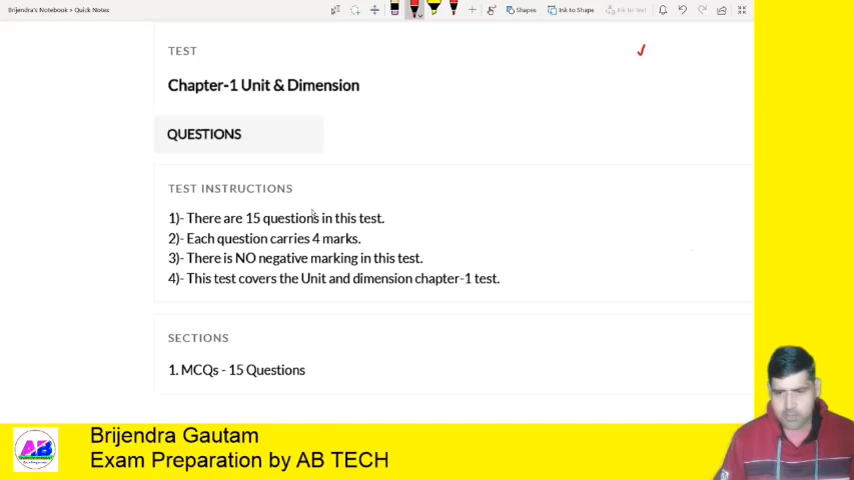 Brijendra's Notebook > Quick Notes
Shapes
Ink to Shape
Ink to Text
TEST
Chapter-1 Unit & Dimension
QUESTIONS
TEST INSTRUCTIONS
1)- There are 15 questions in this test.
2)- Each question carries 4 marks.
3)- There is NO negative marking in this test.
4)- This test covers the Unit and dimension chapter-1 test.
SECTIONS
1. MCQs - 15 Questions
AB
Brijendra Gautam
Exam Preparation by AB TECH